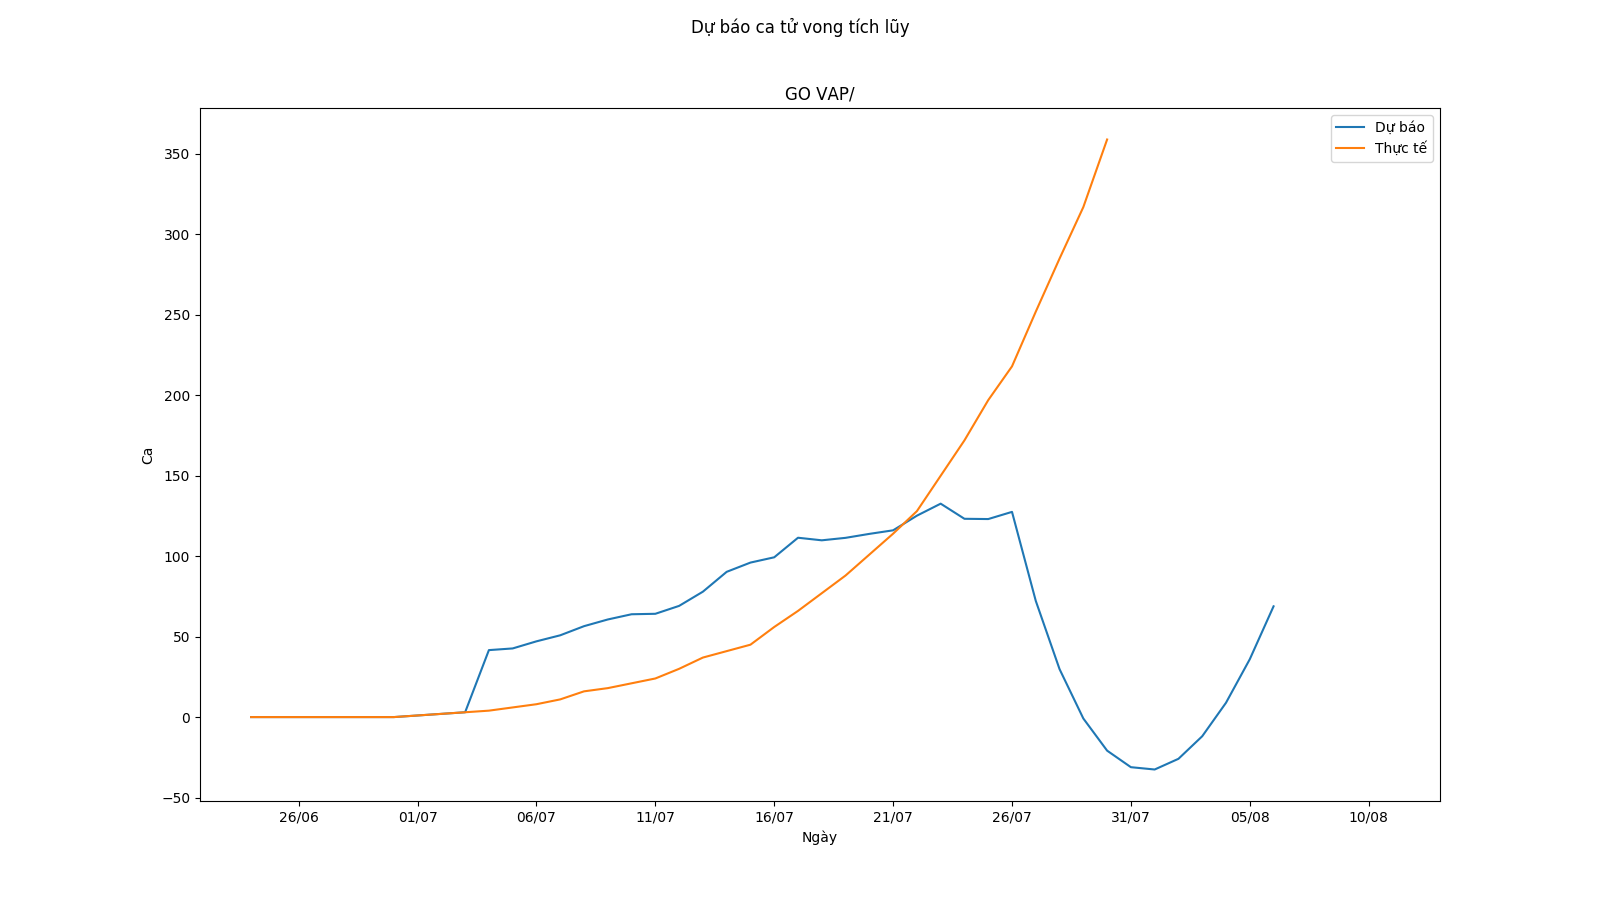 Dự báo ca tử vong tích lũy
GO VAP/
Dự báo
Thực tế
350
300
250
200
150
100
50
0
−50
Ca
26/06 01/07 06/07 11/07 16/07 21/07 26/07 31/07 05/08 10/08
Ngày